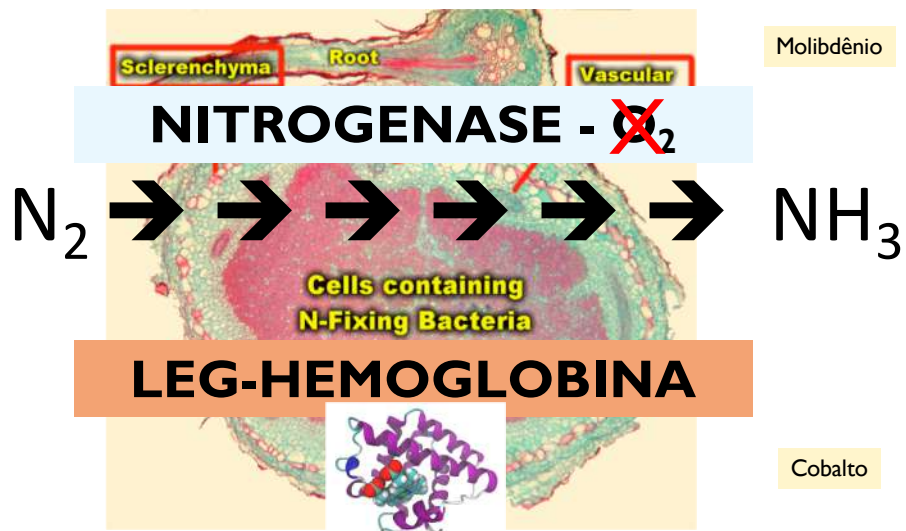 Sclerenchyma
Root
Vascular
Molibdênio
NITROGENASE - O₂
N₂
NH₃
Cells containing
N-Fixing Bacteria
LEG-HEMOGLOBINA
Cobalto